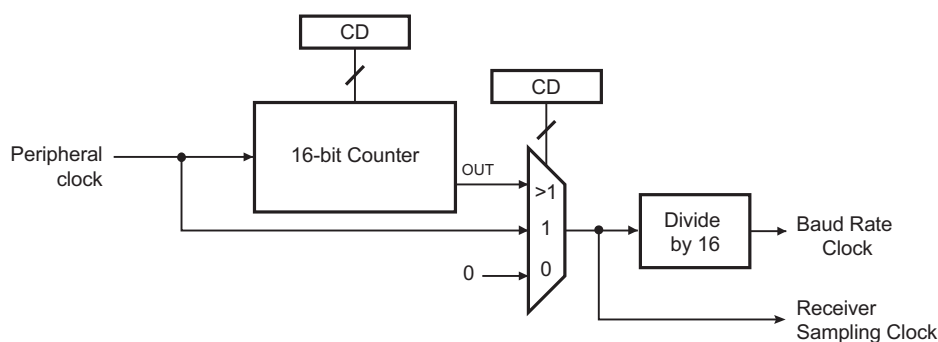 CD
CD
Peripheral
clock
16-bit Counter
OUT
>1
1
0
0
Divide
by 16
Baud Rate
Clock
Receiver
Sampling Clock